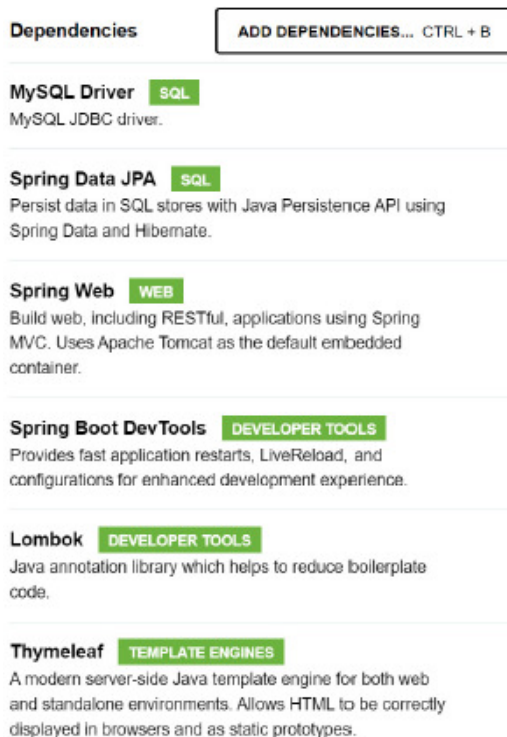 Dependencies ADD DEPENDENCIES... CTRL + B
MySQL Driver SQL
MySQL JDBC driver.
Spring Data JPA SQL
Persist data in SQL stores with Java Persistence API using
Spring Data and Hibernate.
Spring Web WEB
Build web, including RESTful, applications using Spring
MVC. Uses Apache Tomcat as the default embedded
container.
Spring Boot DevTools DEVELOPER TOOLS
Provides fast application restarts, LiveReload, and
configurations for enhanced development experience.
Lombok DEVELOPER TOOLS
Java annotation library which helps to reduce boilerplate
code.
Thymeleaf TEMPLATE ENGINES
A modern server-side Java template engine for both web
and standalone environments. Allows HTML to be correctly
displayed in browsers and as static prototypes.